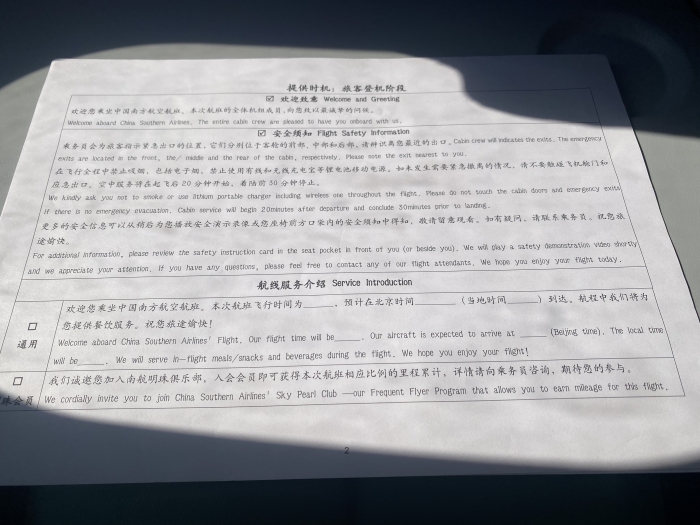 提供时机：旅客登机阶段
☑ 欢迎致意 Welcome and Greeting
欢迎您乘坐中国南方航空航班。本次航班的全体机组成员，向您致以最诚挚的问候。
Welcome aboard China Southern Airlines. The entire cabin crew are pleased to have you onboard with us.
☑ 安全须知 Flight Safety Information
乘务员会为旅客指示紧急出口的位置，它们分别位于客舱的前部、中部和后部，请辨识离您最近的出口。Cabin crew will indicates the exits. The emergency
exits are located in the front, the/ middle and the rear of the cabin, respectively. Please note the exit nearest to you.
在飞行全程中禁止吸烟，包括电子烟。禁止使用有线和无线充电宝等锂电池移动电源。如未发生需要紧急撤离的情况，请不要触碰飞机舱门和
应急出口。空中服务将在起飞后 20 分钟开始，着陆前 30 分钟停止。
We kindly ask you not to smoke or use lithium portable charger including wireless one throughout the flight. Please do not touch the cabin doors and emergency exits
if there is no emergency evacuation. Cabin service will begin 20minutes after departure and conclude 30minutes prior to landing.
更多的安全信息可以从稍后为您播放安全演示录像或您座椅前方口袋内的安全须知中得知，敬请留意观看。如有疑问，请联系乘务员。祝您旅
途愉快。
For additional information, please review the safety instruction card in the seat pocket in front of you (or beside you). We will play a safety demonstration video shortly
and we appreciate your attention. If you have any questions, please feel free to contact any of our flight attendants. We hope you enjoy your flight today.
航线服务介绍 Service Introduction
欢迎您乘坐中国南方航空航班。本次航班飞行时间为______，预计在北京时间______（当地时间______）到达。航程中我们将为
□ 您提供餐饮服务。祝您旅途愉快！
通用 Welcome aboard China Southern Airlines' Flight. Our flight time will be_____. Our aircraft is expected to arrive at _____ (Beijing time). The local time
will be_____. We will serve in-flight meals/snacks and beverages during the flight. We hope you enjoy your flight!
□ 我们诚邀您加入南航明珠俱乐部。入会会员即可获得本次航班相应比例的里程累计。详情请向乘务员咨询，期待您的参与。
珠会员 We cordially invite you to join China Southern Airlines' Sky Pearl Club —our Frequent Flyer Program that allows you to earn mileage for this flight.
2